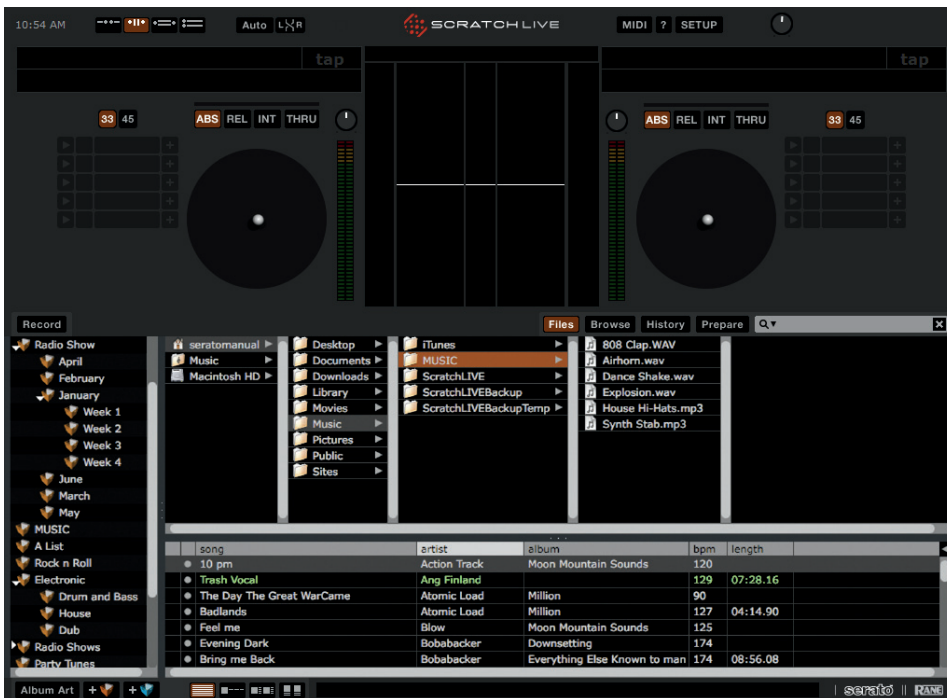 10:54 AM Auto L R SCRATCHLIVE MIDI ? SETUP
tap tap
33 45 ABS REL INT THRU ABS REL INT THRU 33 45
Record Files Browse History Prepare
Radio Show
April
February
January
Week 1
Week 2
Week 3
Week 4
June
March
May
MUSIC
A List
Rock n Roll
Electronic
Drum and Bass
House
Dub
Radio Shows
Party Tunes
seratomanual
Music
Macintosh HD
Desktop
Documents
Downloads
Library
Movies
Music
Pictures
Public
Sites
iTunes
MUSIC
ScratchLIVE
ScratchLIVEBackup
ScratchLIVEBackupTemp
808 Clap.WAV
Airhorn.wav
Dance Shake.wav
Explosion.wav
House Hi-Hats.mp3
Synth Stab.mp3
song artist album bpm length
10 pm Action Track Moon Mountain Sounds 120
Trash Vocal Ang Finland 129 07:28.16
The Day The Great WarCame Atomic Load Million 90
Badlands Atomic Load Million 127 04:14.90
Feel me Blow Moon Mountain Sounds 125
Evening Dark Bobabacker Downsetting 174
Bring me Back Bobabacker Everything Else Known to man 174 08:56.08
Album Art + + serato RANE